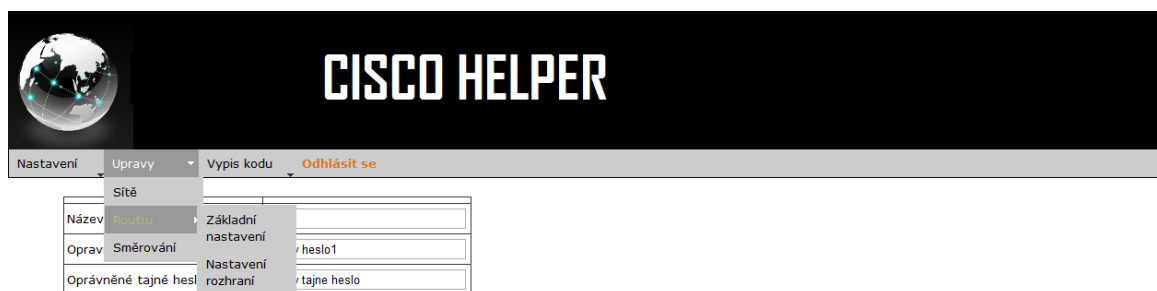 CISCO HELPER
Nastavení Upravy Vypis kodu Odhlásit se
Sítě
Název Routru Základní nastavení
Oprav Směrování heslo1
Nastavení rozhraní
Oprávněné tajné hesl tajne heslo